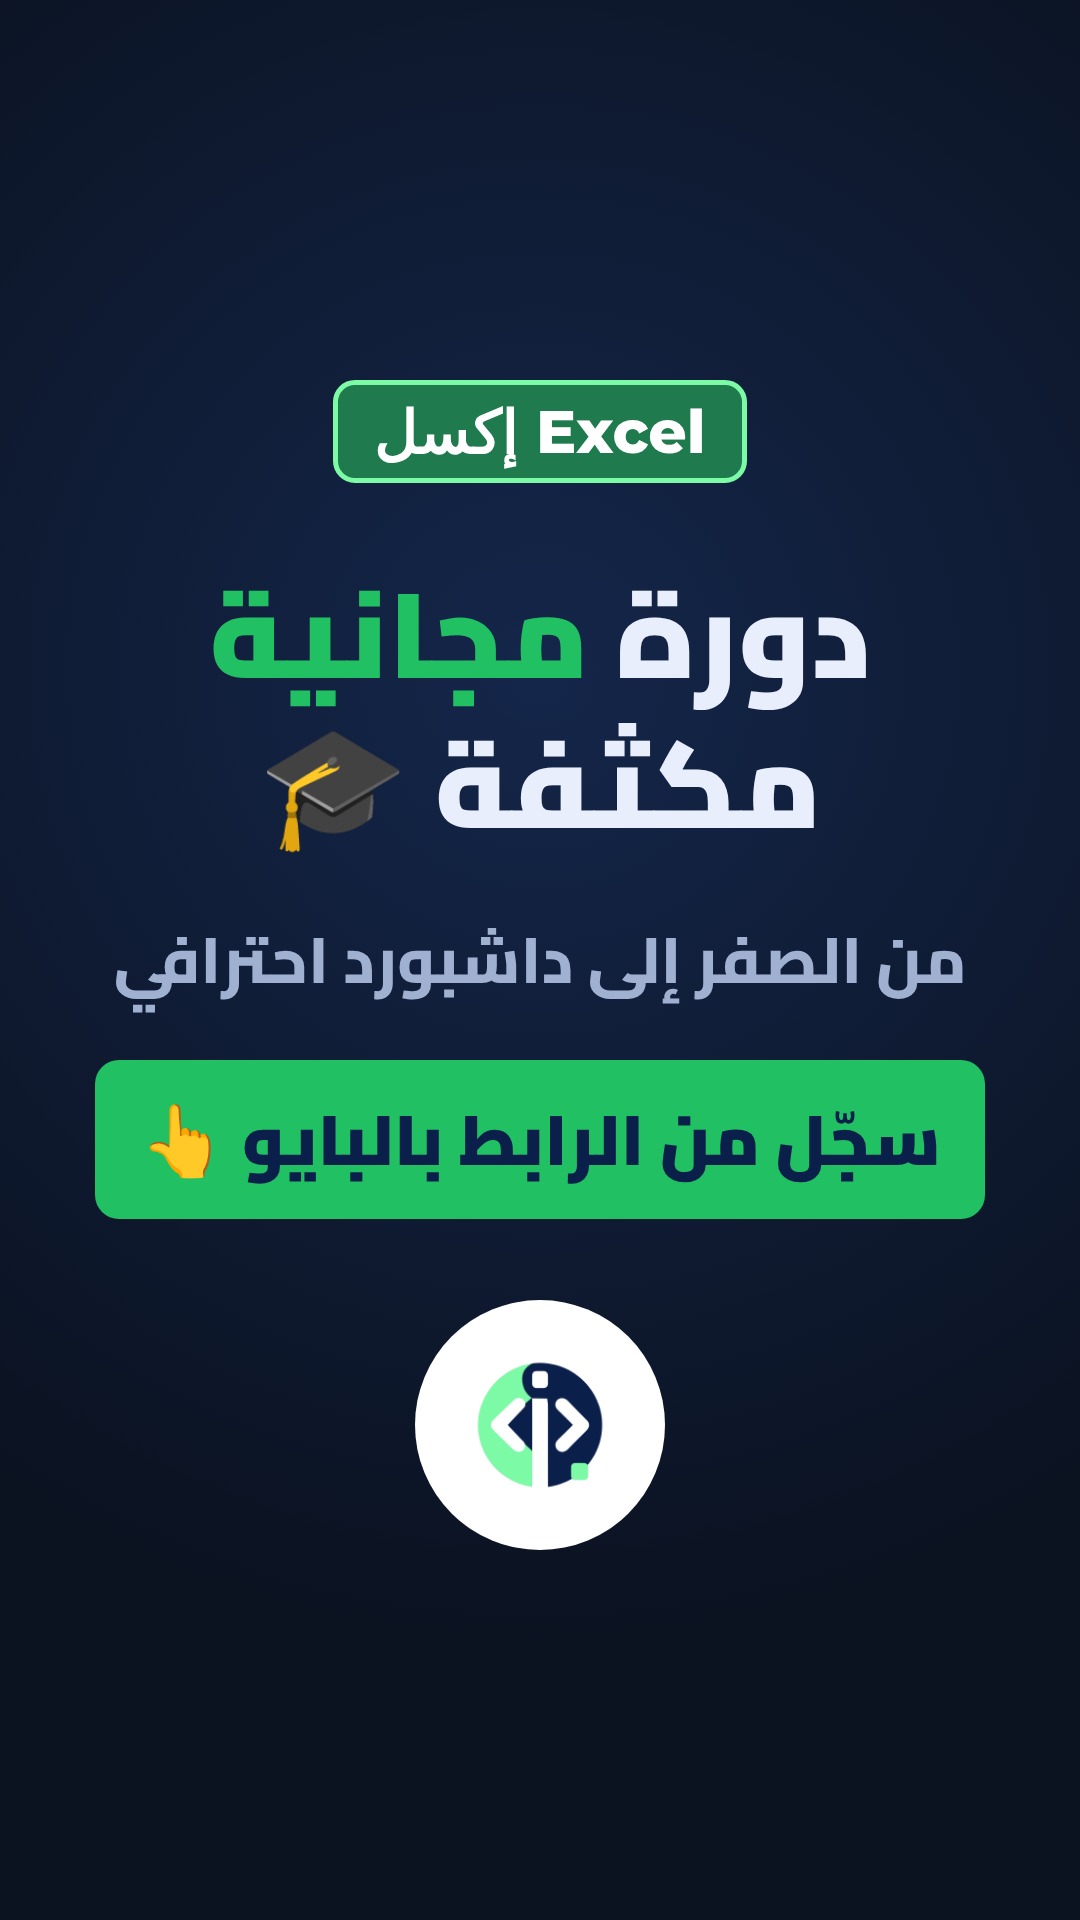 Excel إكسل
دورة مجانية
مكثفة 🎓
من الصفر إلى داشبورد احترافي
سجّل من الرابط بالبايو 👆